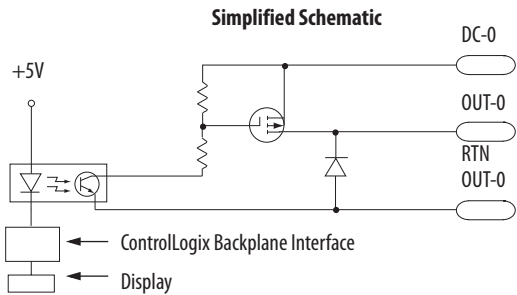 Simplified Schematic
DC-0
+5V
OUT-0
RTN
OUT-0
ControlLogix Backplane Interface
Display